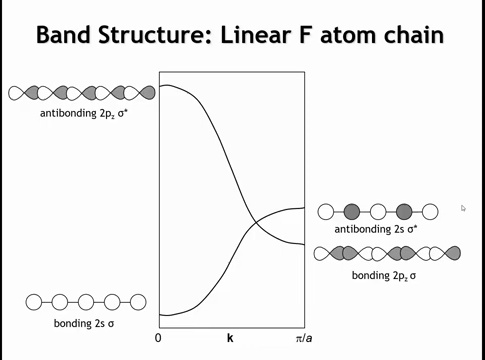 Band Structure: Linear F atom chain
antibonding 2pz σ*
antibonding 2s σ*
bonding 2pz σ
bonding 2s σ
0 k π/a